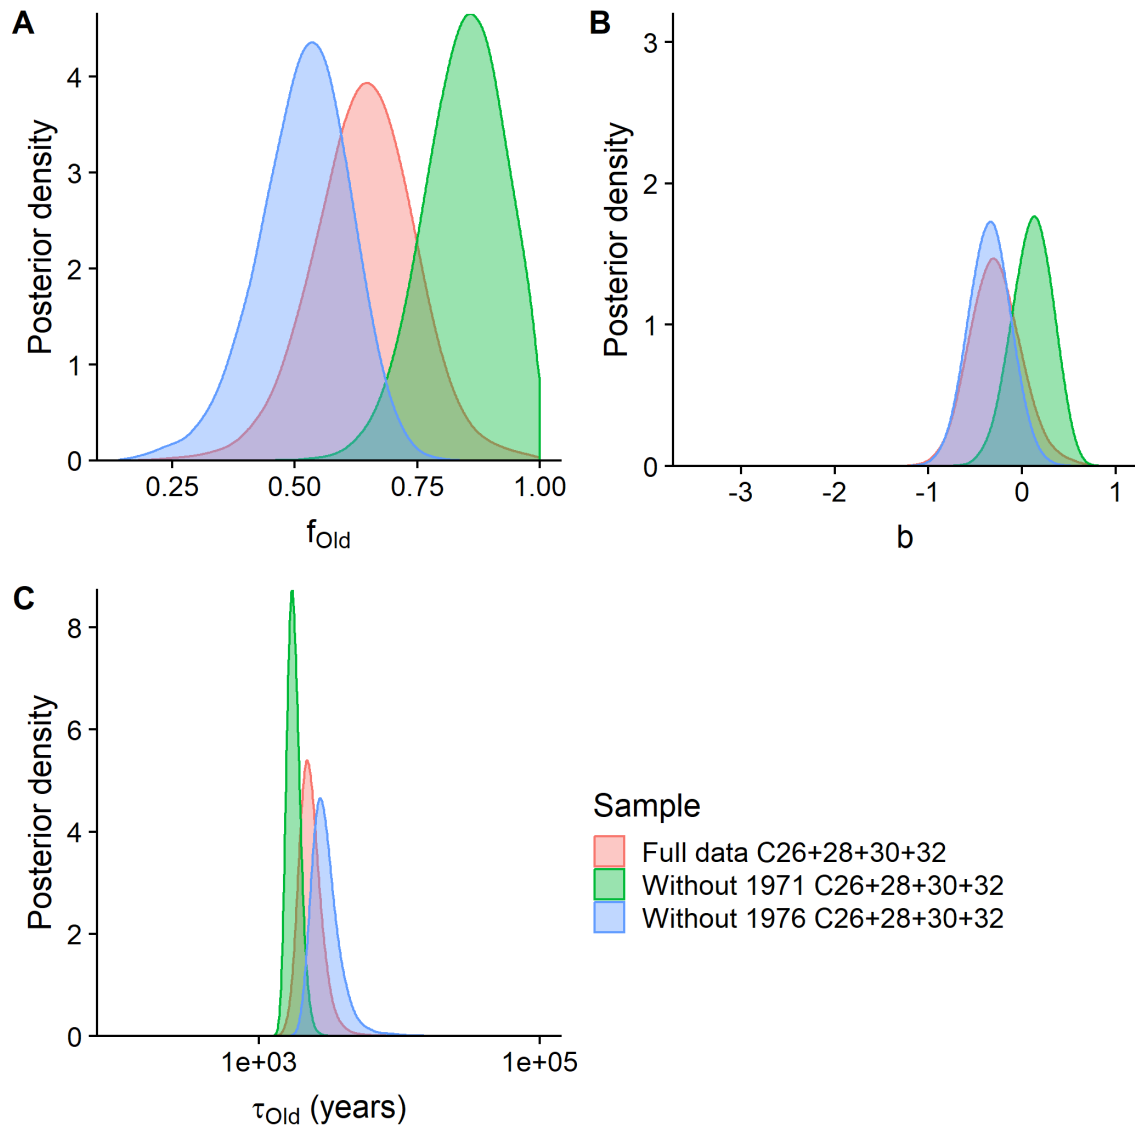 A
Posterior density
4
3
2
1
0
0.25 0.50 0.75 1.00
fOld
B
Posterior density
3
2
1
0
-3 -2 -1 0 1
b
C
Posterior density
8
6
4
2
0
1e+03 1e+05
τOld (years)
Sample
Full data C26+28+30+32
Without 1971 C26+28+30+32
Without 1976 C26+28+30+32